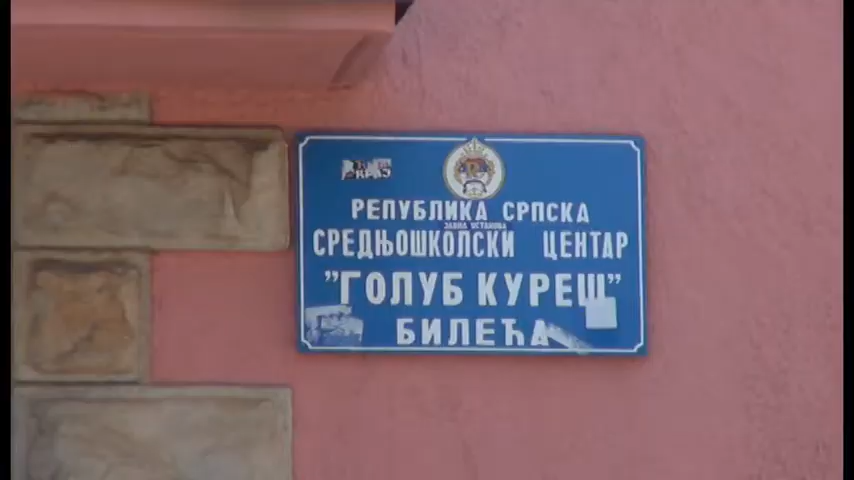 РЕПУБЛИКА СРПСКА
ЈАВНА УСТАНОВА
СРЕДЊОШКОЛСКИ ЦЕНТАР
"ГОЛУБ КУРЕШ"
БИЛЕЋА